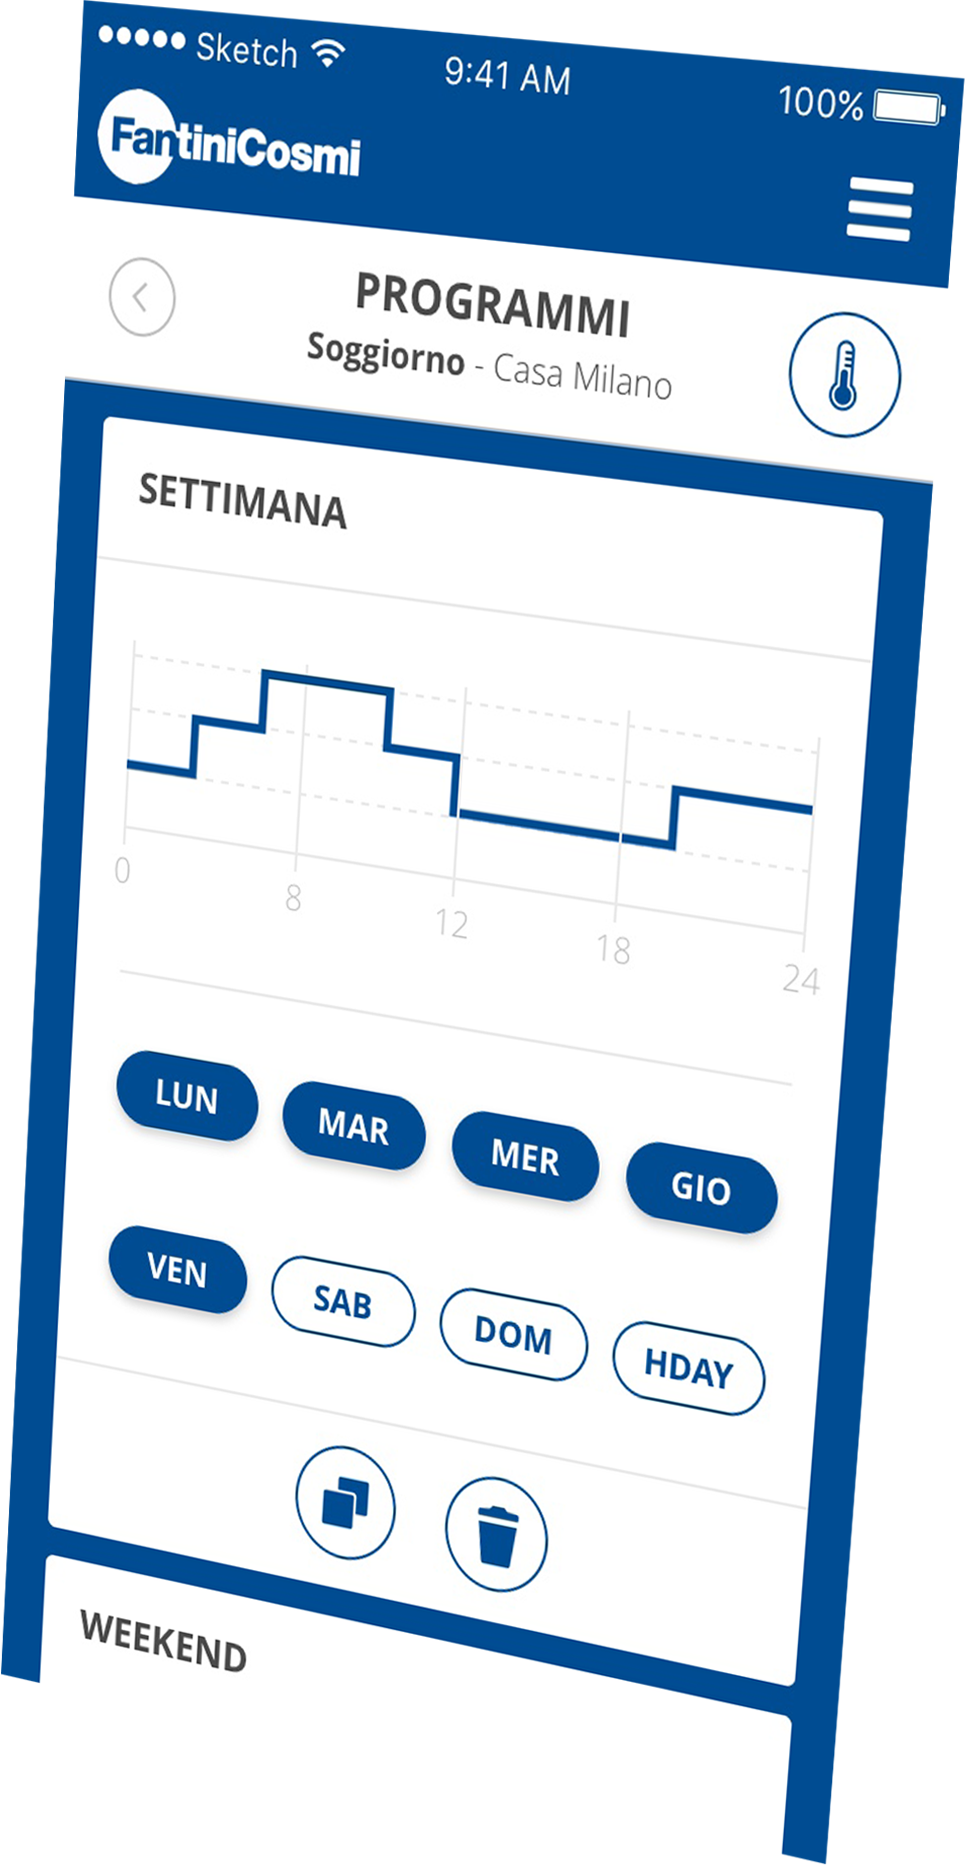 Sketch 9:41 AM 100%
FantiniCosmi
PROGRAMMI
Soggiorno - Casa Milano
SETTIMANA
0 8 12 18 24
LUN MAR MER GIO
VEN SAB DOM HDAY
WEEKEND